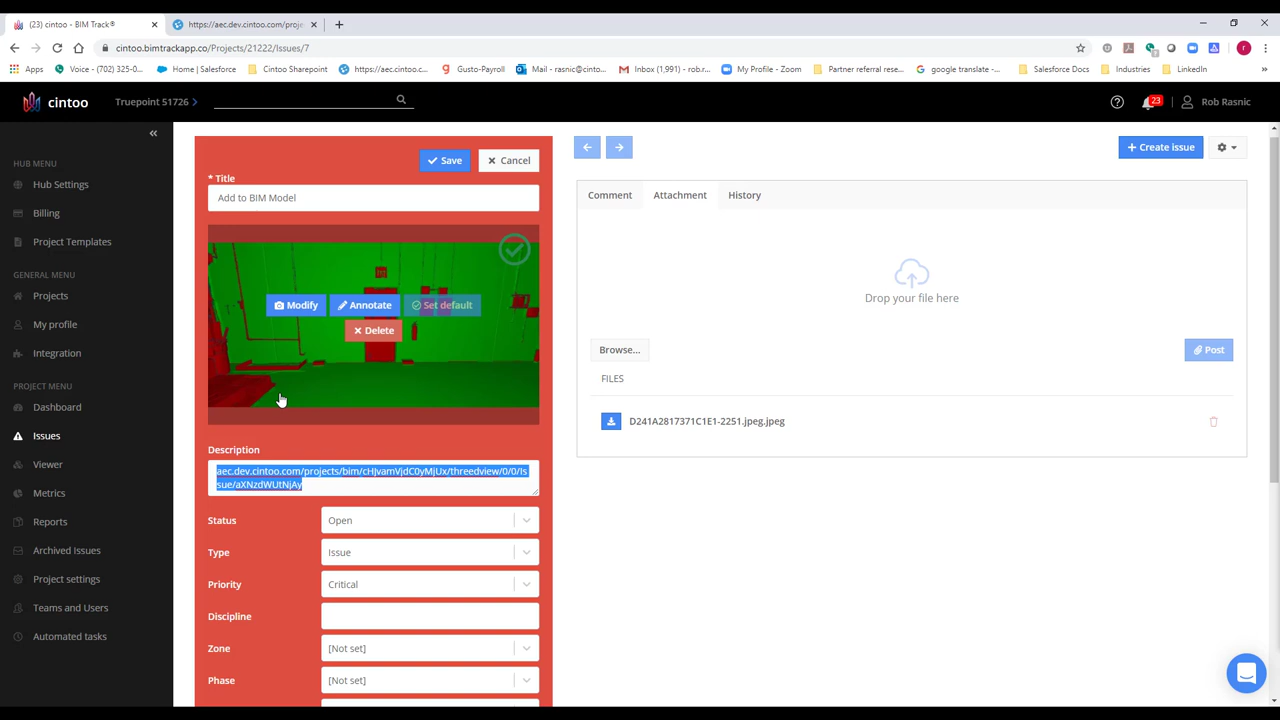 (23) cintoo - BIM Track®
https://aec.dev.cintoo.com/proje
cintoo.bimtrackapp.co/Projects/21222/Issues/7
Apps
Voice - (702) 325-0...
Home | Salesforce
Cintoo Sharepoint
https://aec.cintoo.c...
Gusto-Payroll
Mail - rasnic@cinto...
Inbox (1,991) - rob.r...
My Profile - Zoom
Partner referral rese...
google translate -...
Salesforce Docs
Industries
LinkedIn
cintoo
Truepoint 51726
23
Rob Rasnic
HUB MENU
Hub Settings
Billing
Project Templates
GENERAL MENU
Projects
My profile
Integration
PROJECT MENU
Dashboard
Issues
Viewer
Metrics
Reports
Archived Issues
Project settings
Teams and Users
Automated tasks
Save
Cancel
* Title
Add to BIM Model
Modify
Annotate
Set default
Delete
Description
aec.dev.cintoo.com/projects/bim/cHJvamVjdC0yMjUx/threedview/0/0/is
sue/aXNzdWUtNjAy
Status
Open
Type
Issue
Priority
Critical
Discipline
Zone
[Not set]
Phase
[Not set]
Create issue
Comment
Attachment
History
Drop your file here
Browse...
Post
FILES
D241A2817371C1E1-2251.jpeg.jpeg